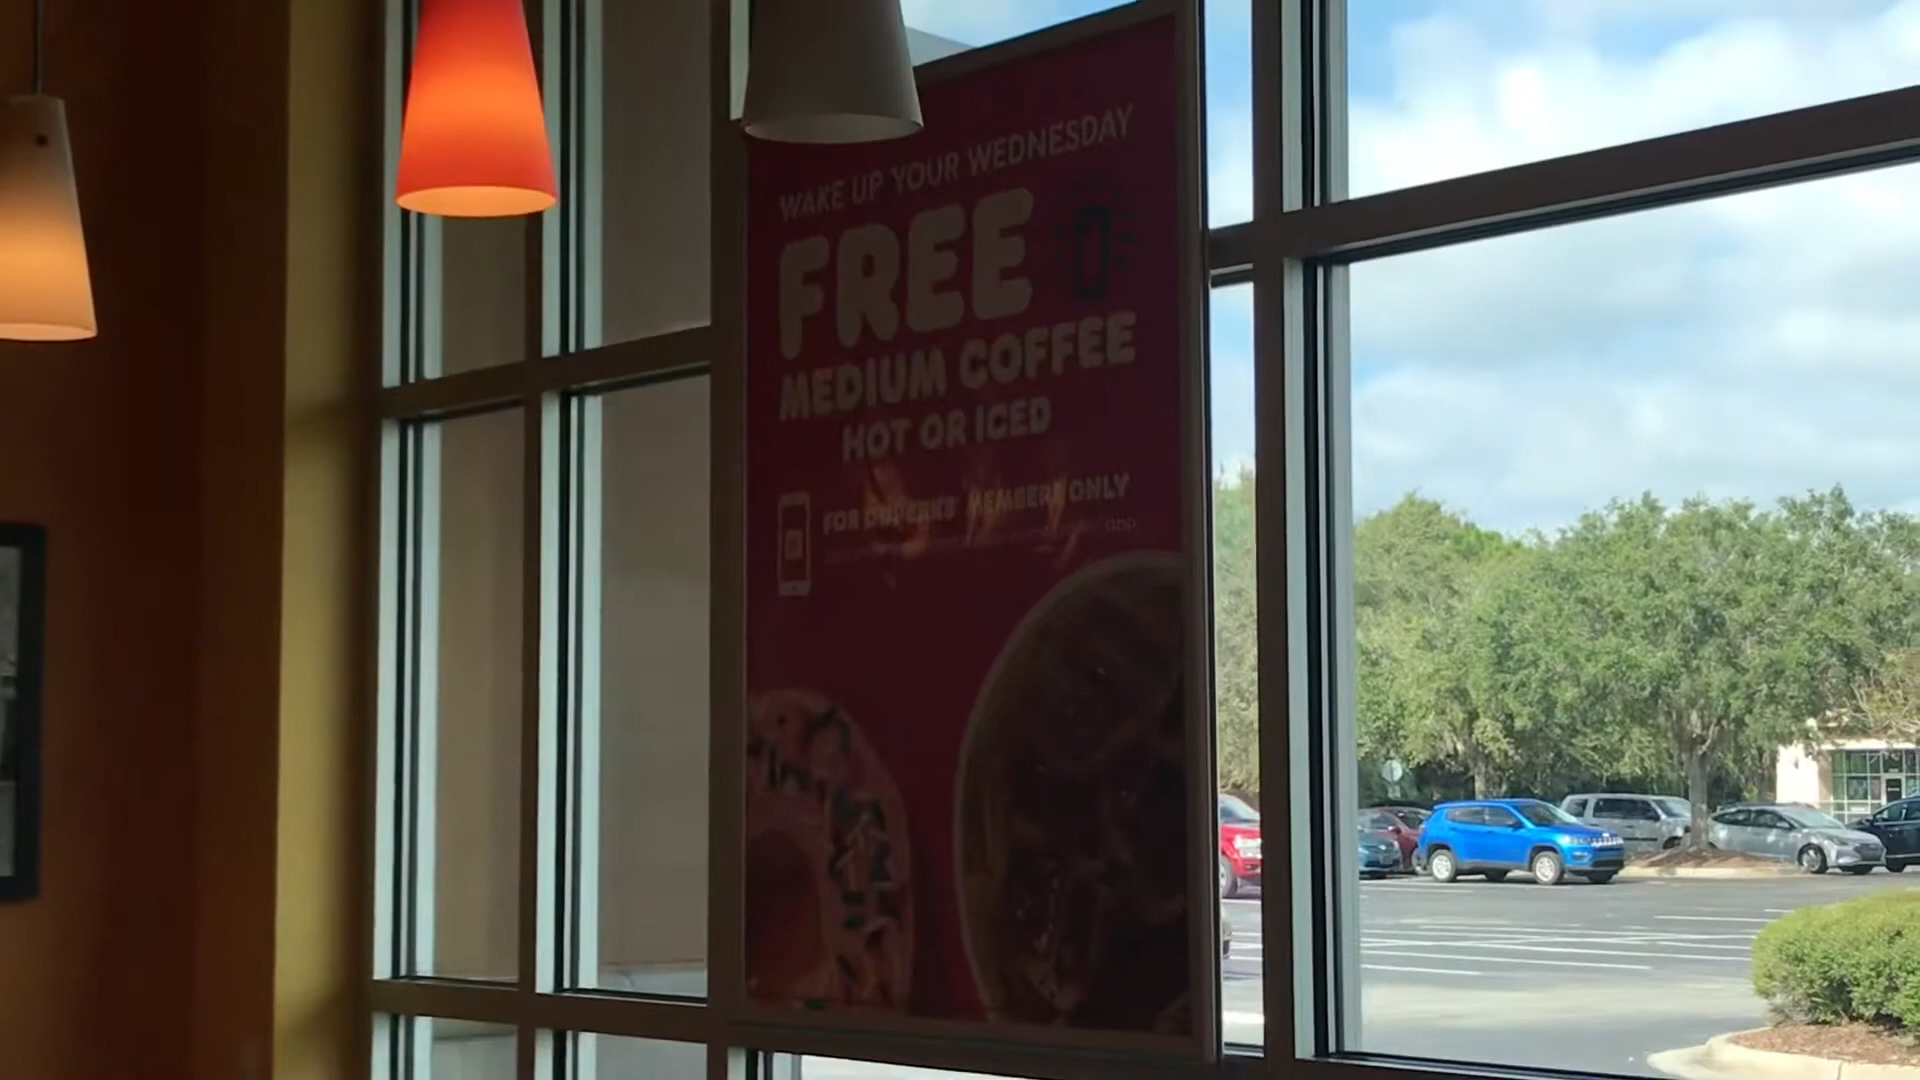 WAKE UP YOUR WEDNESDAY
FREE
MEDIUM COFFEE
HOT OR ICED
FOR DD PERKS® MEMBERS ONLY